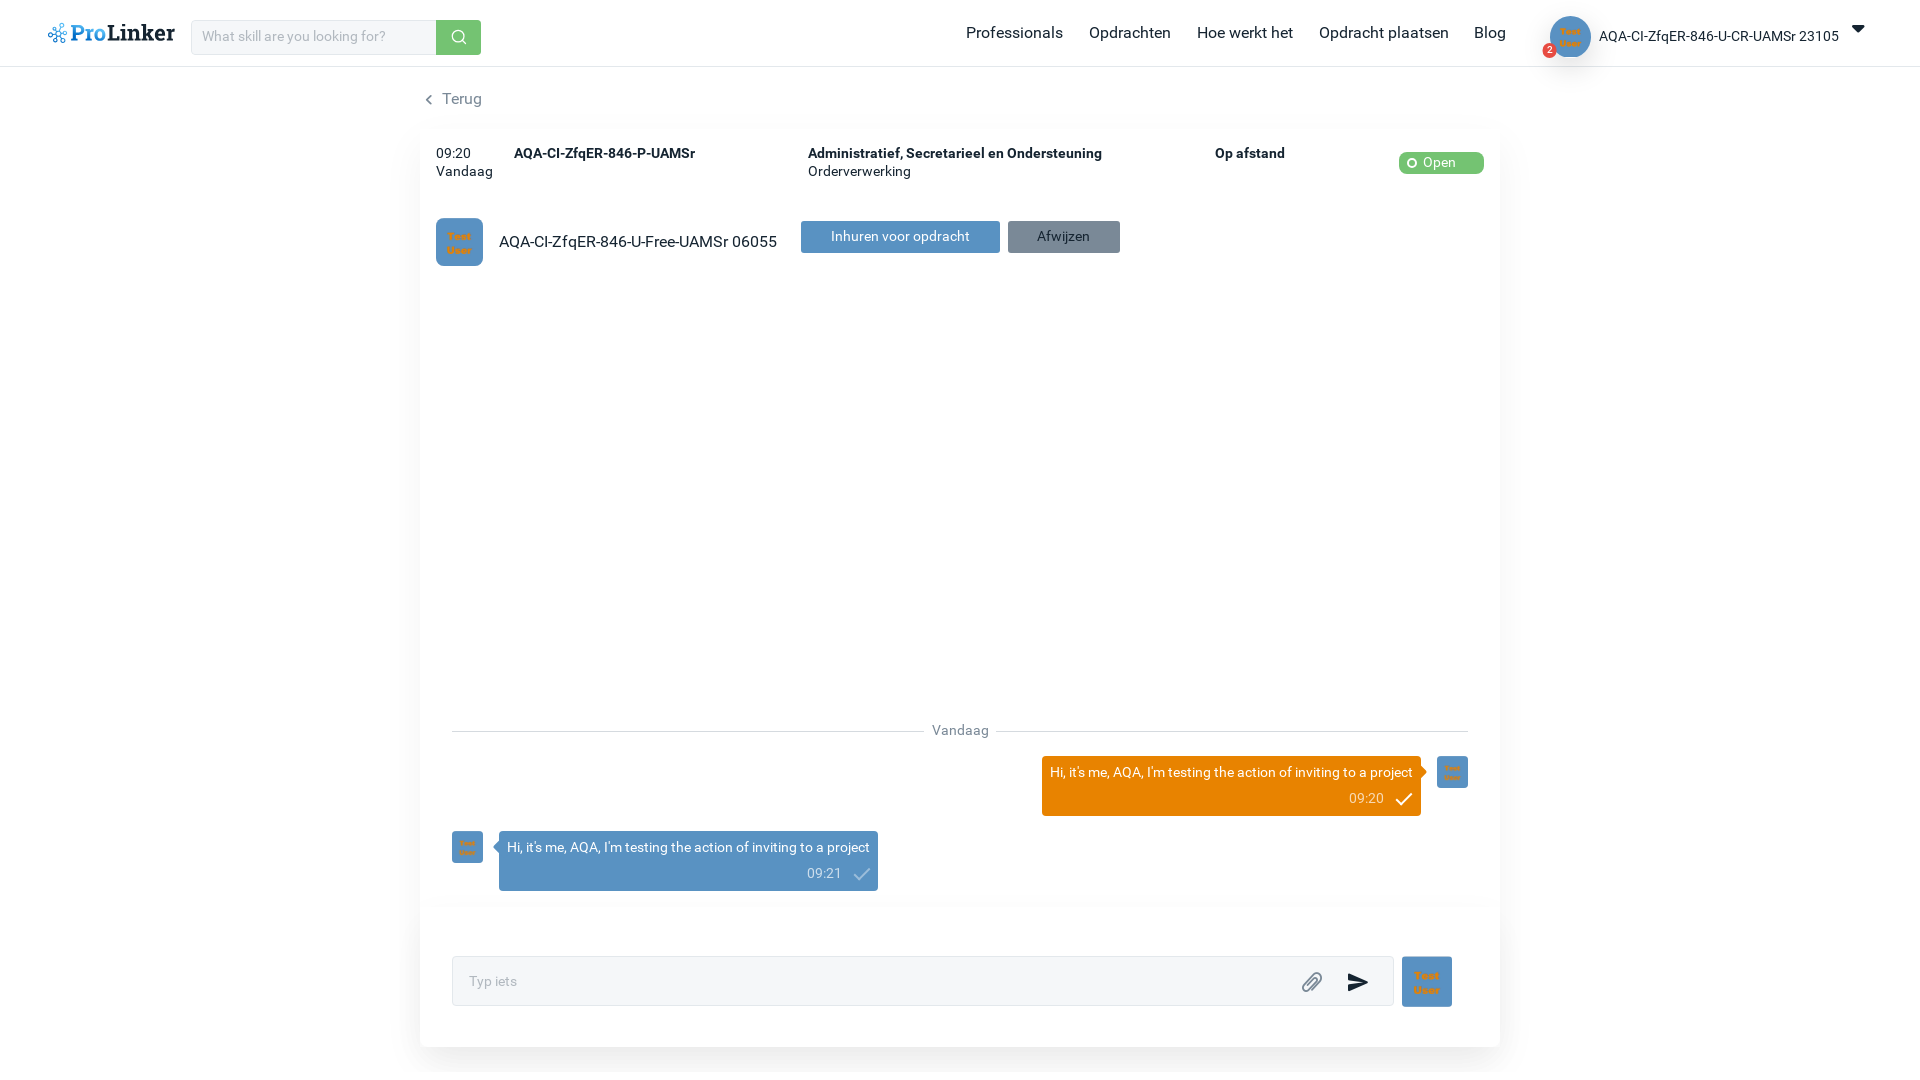 ProLinker
What skill are you looking for?
Professionals
Opdrachten
Hoe werkt het
Opdracht plaatsen
Blog
Test
User
2
AQA-CI-ZfqER-846-U-CR-UAMSr 23105
Terug
09:20
Vandaag
AQA-CI-ZfqER-846-P-UAMSr
Administratief, Secretarieel en Ondersteuning
Orderverwerking
Op afstand
Open
Test
User
AQA-CI-ZfqER-846-U-Free-UAMSr 06055
Inhuren voor opdracht
Afwijzen
Vandaag
Hi, it's me, AQA, I'm testing the action of inviting to a project
09:20
Test
User
Test
User
Hi, it's me, AQA, I'm testing the action of inviting to a project
09:21
Typ iets
Test
User